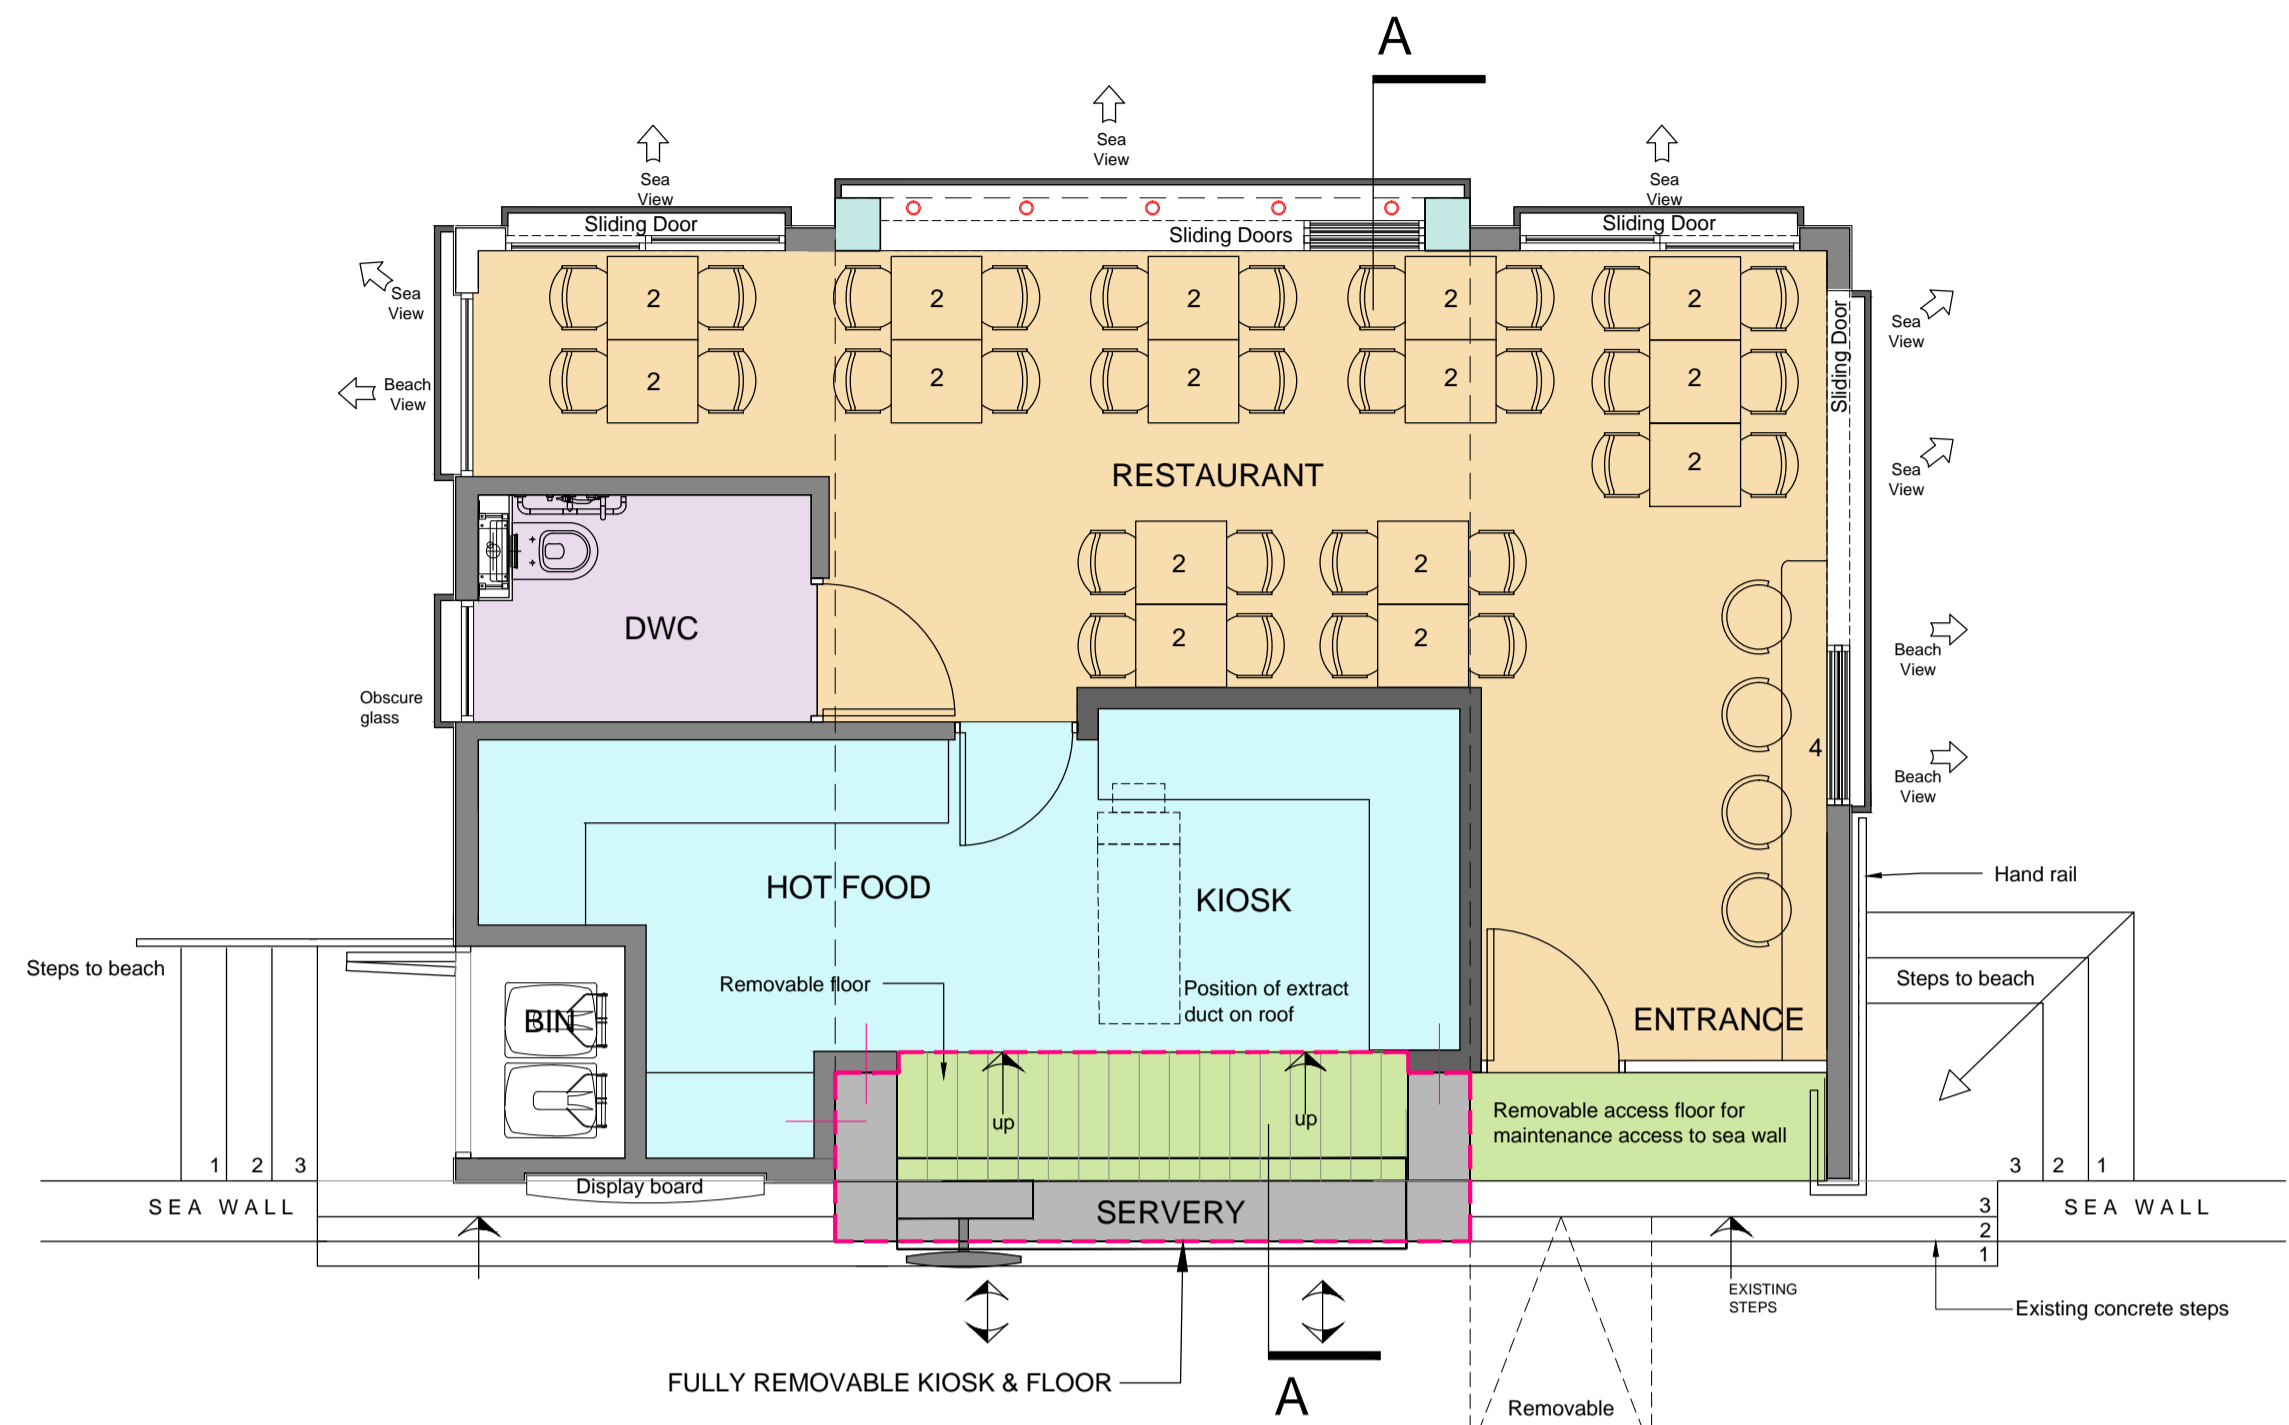 A
Sea
View
Sea
View
Sea
View
Sliding Door
Sliding Doors
Sliding Door
Sea
View
Beach
View
2
2
2
2
2
2
2
2
2
2
2
Sliding Door
Sea
View
Sea
View
RESTAURANT
2
2
2
2
DWC
Obscure
glass
4
Beach
View
Beach
View
HOT FOOD
KIOSK
Hand rail
Steps to beach
Steps to beach
BIN
Removable floor
Position of extract
duct on roof
ENTRANCE
up
up
Removable access floor for
maintenance access to sea wall
1 2 3
3 2 1
Display board
SEA WALL
SERVERY
3
2
1
SEA WALL
EXISTING
STEPS
Existing concrete steps
FULLY REMOVABLE KIOSK & FLOOR
A
Removable